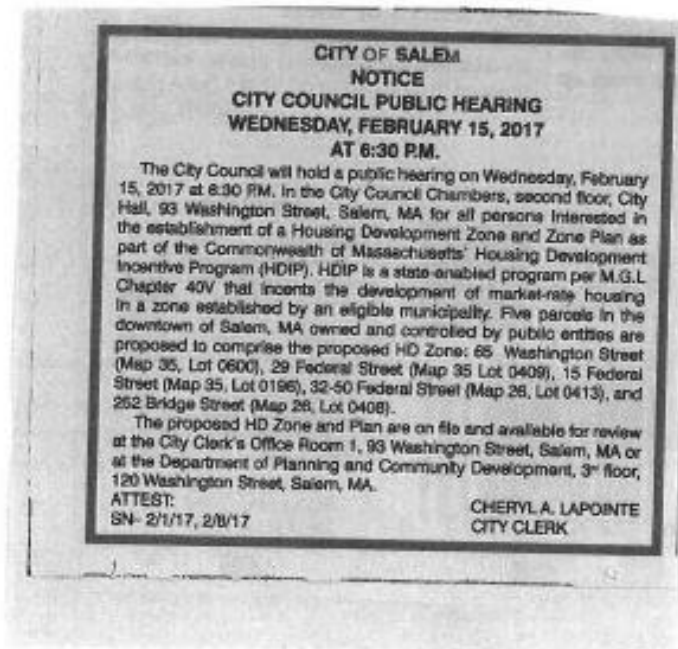 CITY OF SALEM
NOTICE
CITY COUNCIL PUBLIC HEARING
WEDNESDAY, FEBRUARY 15, 2017
AT 6:30 P.M.
The City Council will hold a public hearing on Wednesday, February
15, 2017 at 6:30 P.M. in the City Council Chambers, second floor, City
Hall, 93 Washington Street, Salem, MA for all persons interested in
the establishment of a Housing Development Zone and Zone Plan as
part of the Commonwealth of Massachusetts' Housing Development
Incentive Program (HDIP). HDIP is a state-enabled program per M.G.L
Chapter 40V that incents the development of market-rate housing
in a zone established by an eligible municipality. Five parcels in the
downtown of Salem, MA owned and controlled by public entities are
proposed to comprise the proposed HD Zone: 65 Washington Street
(Map 35, Lot 0600), 29 Federal Street (Map 35 Lot 0409), 15 Federal
Street (Map 35, Lot 0196), 32-50 Federal Street (Map 26, Lot 0413), and
252 Bridge Street (Map 26, Lot 0408).
The proposed HD Zone and Plan are on file and available for review
at the City Clerk's Office Room 1, 93 Washington Street, Salem, MA or
at the Department of Planning and Community Development, 3rd floor,
120 Washington Street, Salem, MA.
ATTEST: CHERYL A. LAPOINTE
SN- 2/1/17, 2/8/17 CITY CLERK